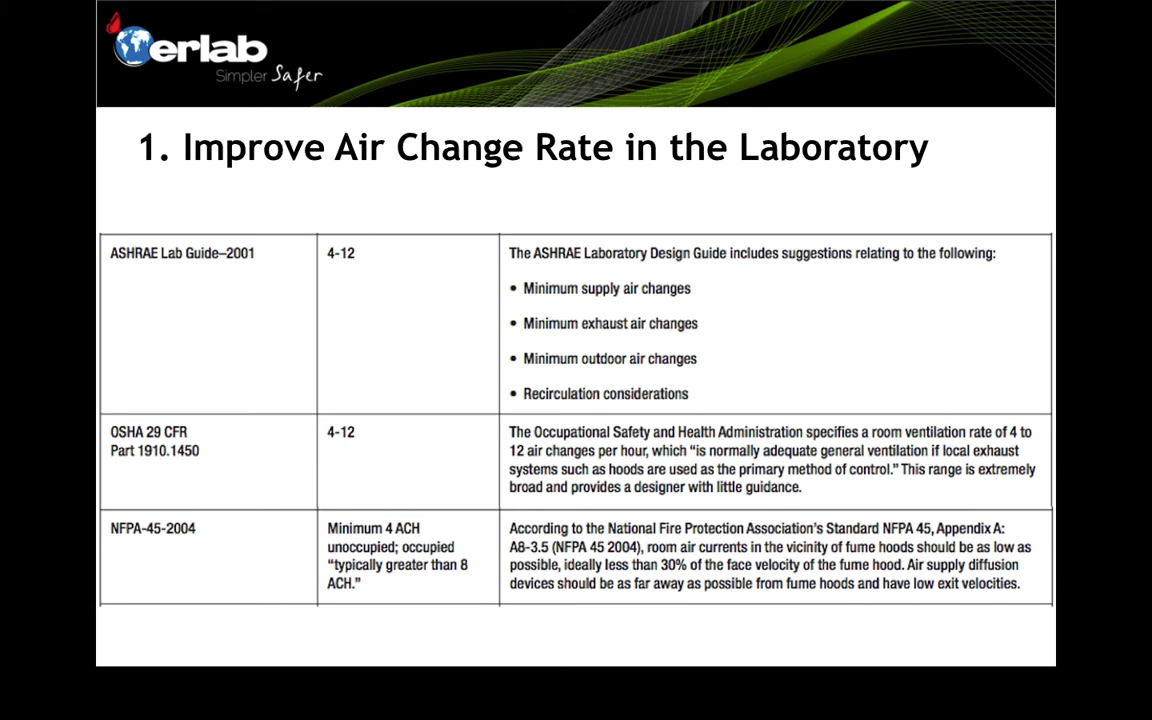 erlab
Simpler Safer
1. Improve Air Change Rate in the Laboratory
ASHRAE Lab Guide–2001
4-12
The ASHRAE Laboratory Design Guide includes suggestions relating to the following:
• Minimum supply air changes
• Minimum exhaust air changes
• Minimum outdoor air changes
• Recirculation considerations
OSHA 29 CFR
Part 1910.1450
4-12
The Occupational Safety and Health Administration specifies a room ventilation rate of 4 to
12 air changes per hour, which “is normally adequate general ventilation if local exhaust
systems such as hoods are used as the primary method of control.” This range is extremely
broad and provides a designer with little guidance.
NFPA-45-2004
Minimum 4 ACH
unoccupied; occupied
“typically greater than 8
ACH.”
According to the National Fire Protection Association’s Standard NFPA 45, Appendix A:
A8-3.5 (NFPA 45 2004), room air currents in the vicinity of fume hoods should be as low as
possible, ideally less than 30% of the face velocity of the fume hood. Air supply diffusion
devices should be as far away as possible from fume hoods and have low exit velocities.